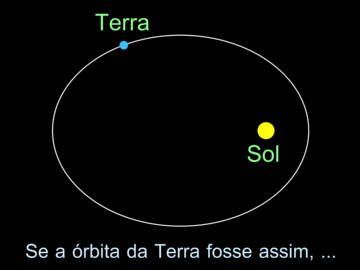 Terra
Sol
Se a órbita da Terra fosse assim, ...